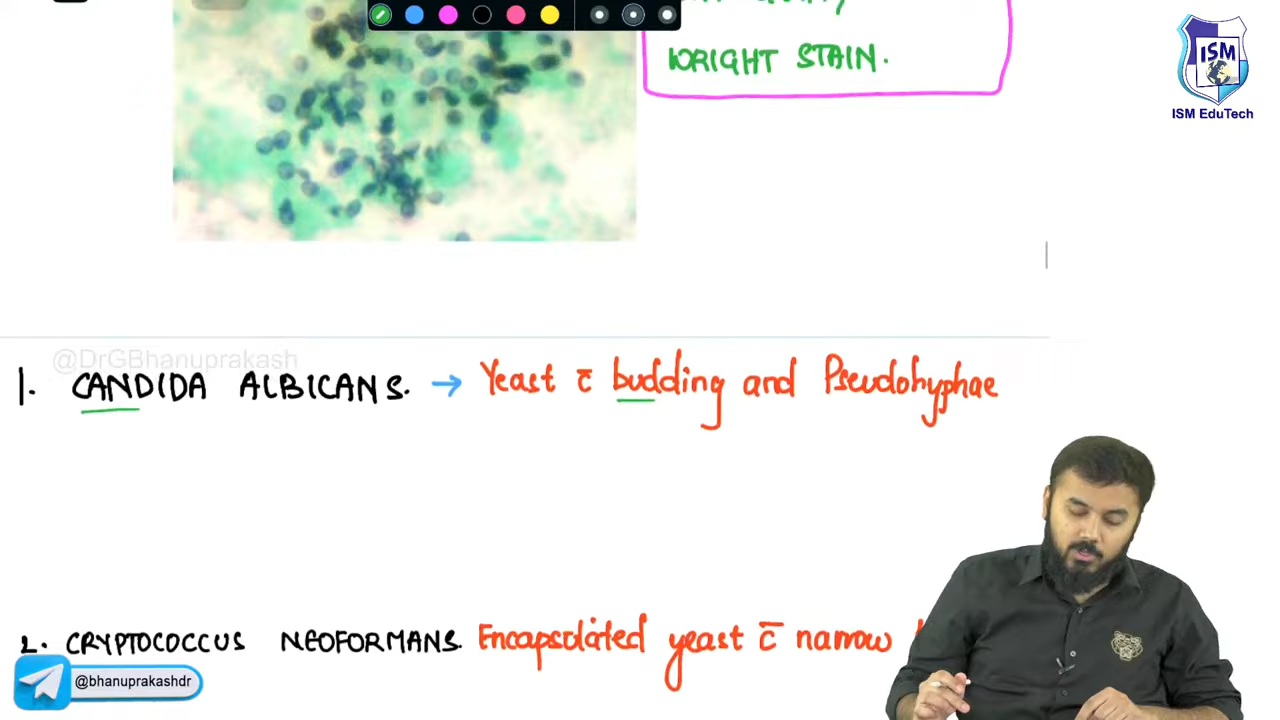 WRIGHT STAIN.
ISM
ISM EduTech
@DrGBhanuprakash
1. CANDIDA ALBICANS. → Yeast c̄ budding and Pseudohyphae
2. CRYPTOCOCCUS NEOFORMANS. Encapsolated yeast c̄ narrow
@bhanuprakashdr